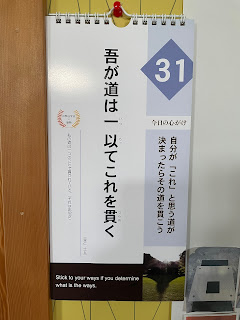 31
今日の心がけ
自分が「これ」と思う道が
決まったらその道を貫こう
吾が道は一以てこれを貫く
Stick to your ways if you determine
what is the ways.